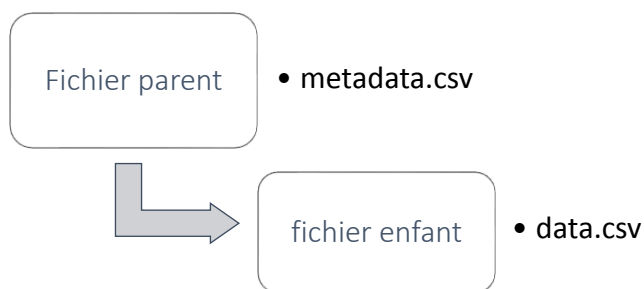 Fichier parent
• metadata.csv
fichier enfant
• data.csv